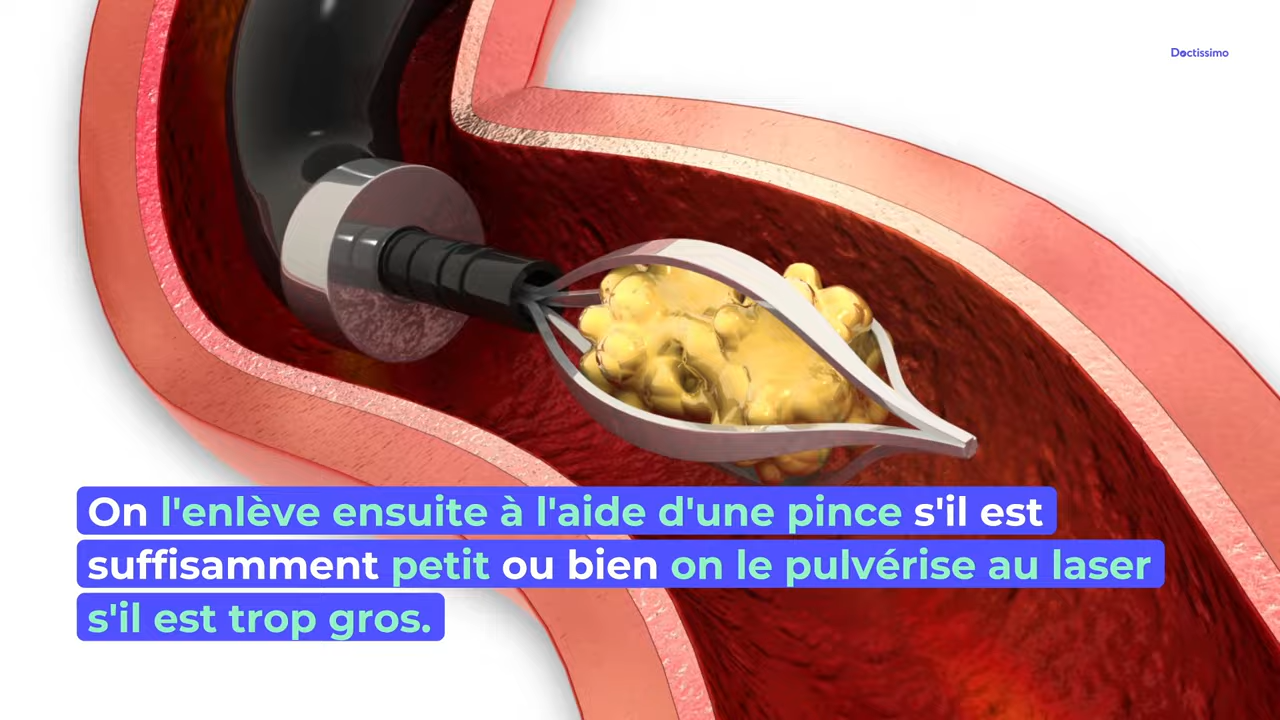 Doctissimo
On l'enlève ensuite à l'aide d'une pince s'il est
suffisamment petit ou bien on le pulvérise au laser
s'il est trop gros.